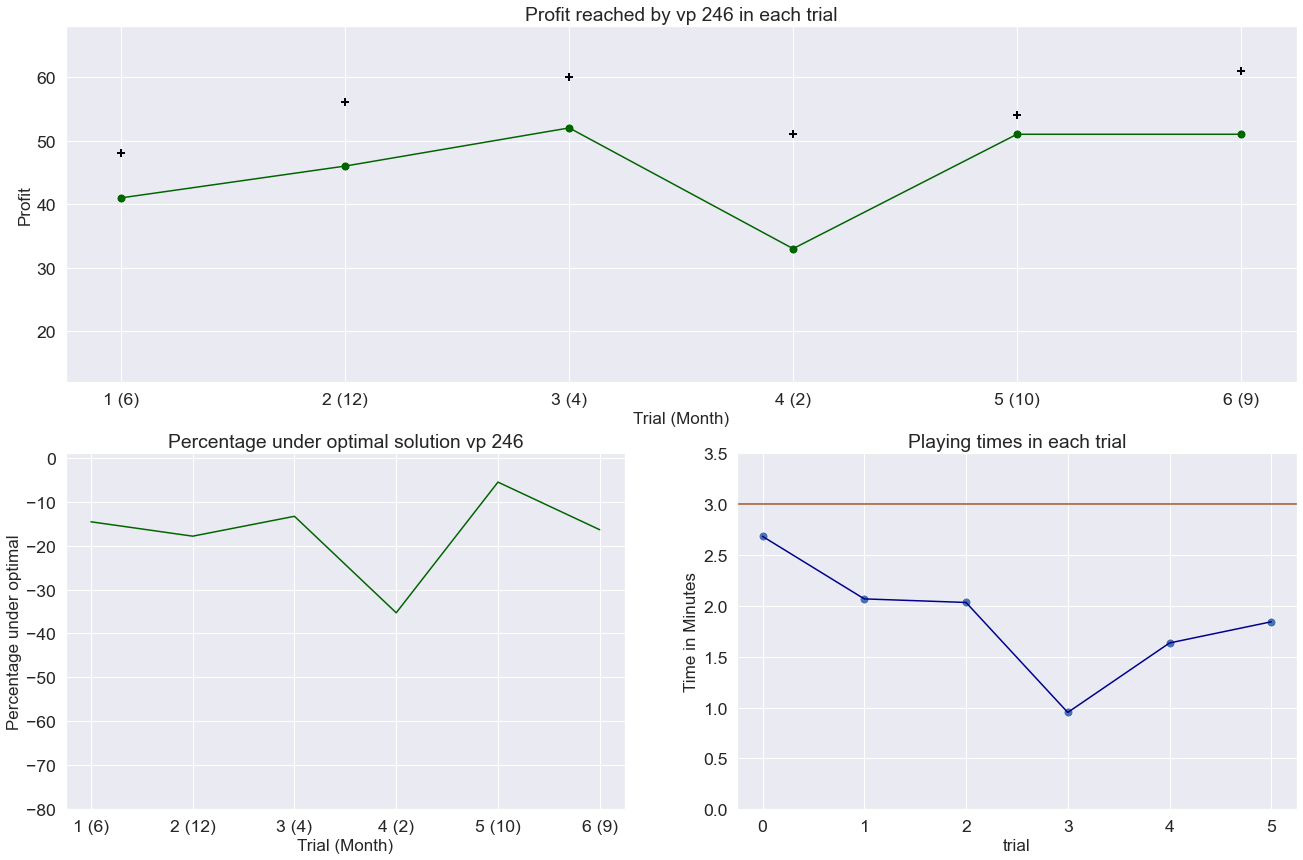 Profit reached by vp 246 in each trial
Profit
60
50
40
30
20
1 (6) 2 (12) 3 (4) 4 (2) 5 (10) 6 (9)
Trial (Month)
Percentage under optimal solution vp 246
Percentage under optimal
0
−10
−20
−30
−40
−50
−60
−70
−80
1 (6) 2 (12) 3 (4) 4 (2) 5 (10) 6 (9)
Trial (Month)
Playing times in each trial
Time in Minutes
3.5
3.0
2.5
2.0
1.5
1.0
0.5
0.0
0 1 2 3 4 5
trial